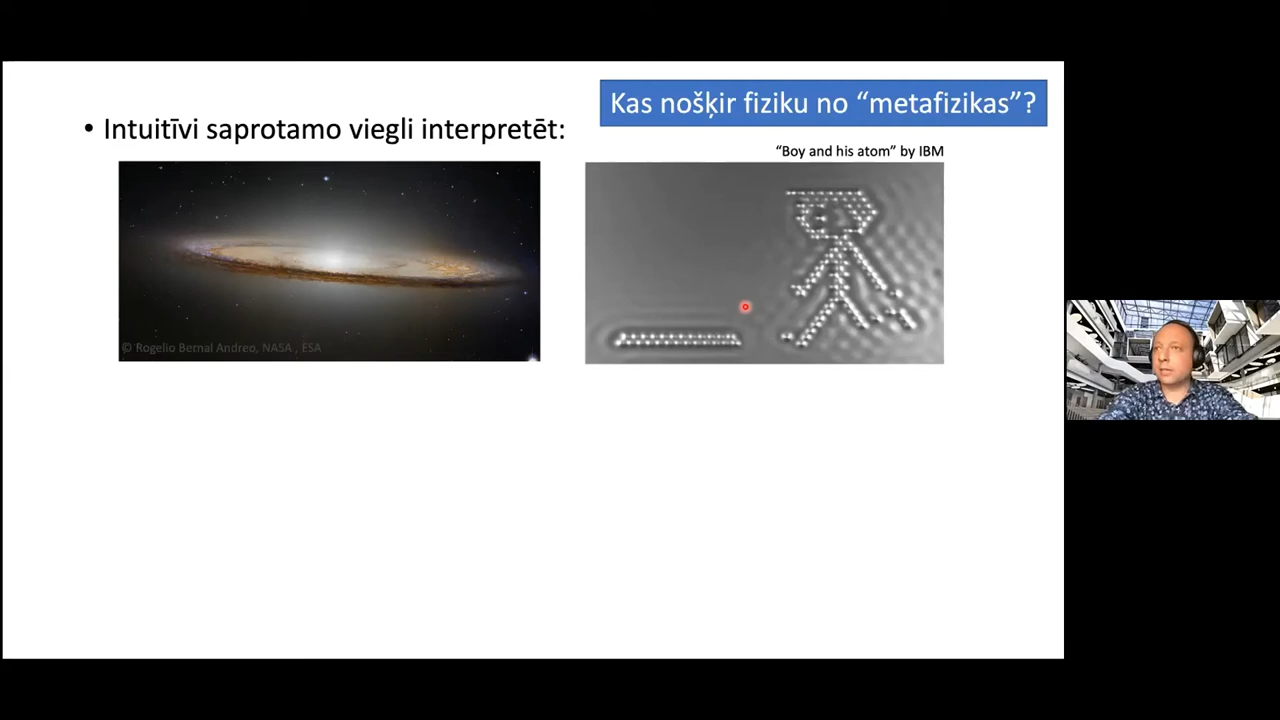 Kas nošķir fiziku no “metafizikas”?
• Intuitīvi saprotamo viegli interpretēt:
“Boy and his atom” by IBM
© Rogelio Bernal Andreo, NASA , ESA